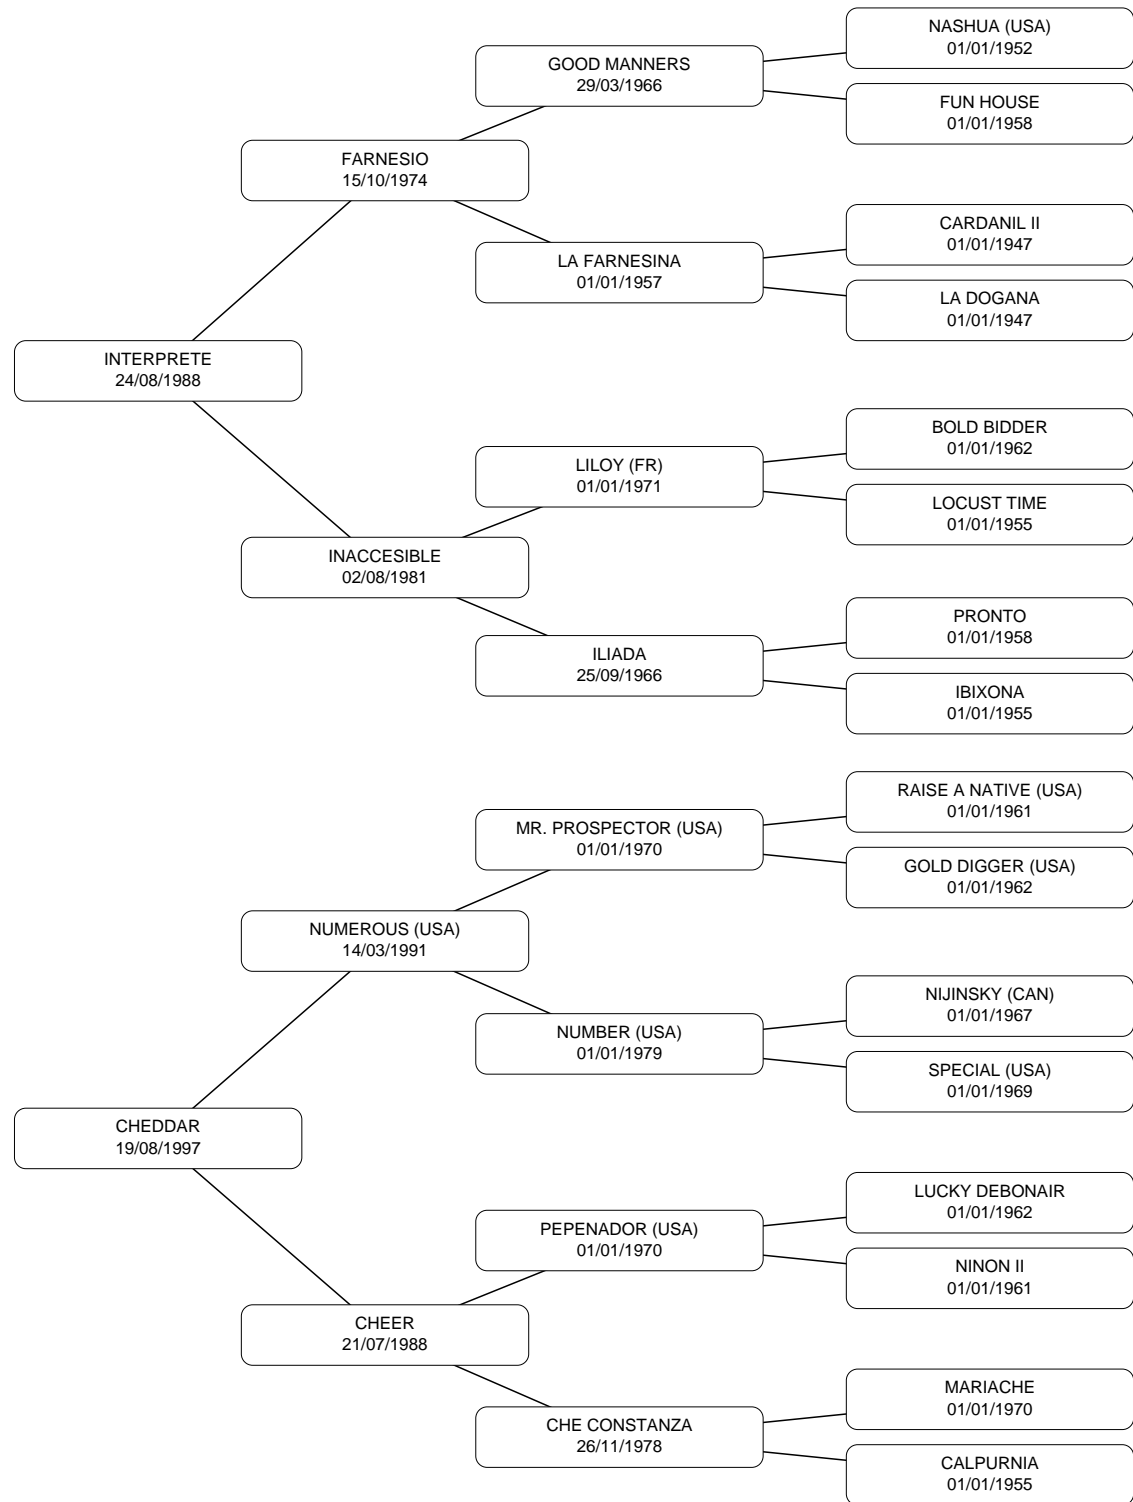 NASHUA (USA)
01/01/1952
GOOD MANNERS
29/03/1966
FUN HOUSE
01/01/1958
FARNESIO
15/10/1974
CARDANIL II
01/01/1947
LA FARNESINA
01/01/1957
LA DOGANA
01/01/1947
INTERPRETE
24/08/1988
BOLD BIDDER
01/01/1962
LILOY (FR)
01/01/1971
LOCUST TIME
01/01/1955
INACCESIBLE
02/08/1981
PRONTO
01/01/1958
ILIADA
25/09/1966
IBIXONA
01/01/1955
RAISE A NATIVE (USA)
01/01/1961
MR. PROSPECTOR (USA)
01/01/1970
GOLD DIGGER (USA)
01/01/1962
NUMEROUS (USA)
14/03/1991
NIJINSKY (CAN)
01/01/1967
NUMBER (USA)
01/01/1979
SPECIAL (USA)
01/01/1969
CHEDDAR
19/08/1997
LUCKY DEBONAIR
01/01/1962
PEPENADOR (USA)
01/01/1970
NINON II
01/01/1961
CHEER
21/07/1988
MARIACHE
01/01/1970
CHE CONSTANZA
26/11/1978
CALPURNIA
01/01/1955